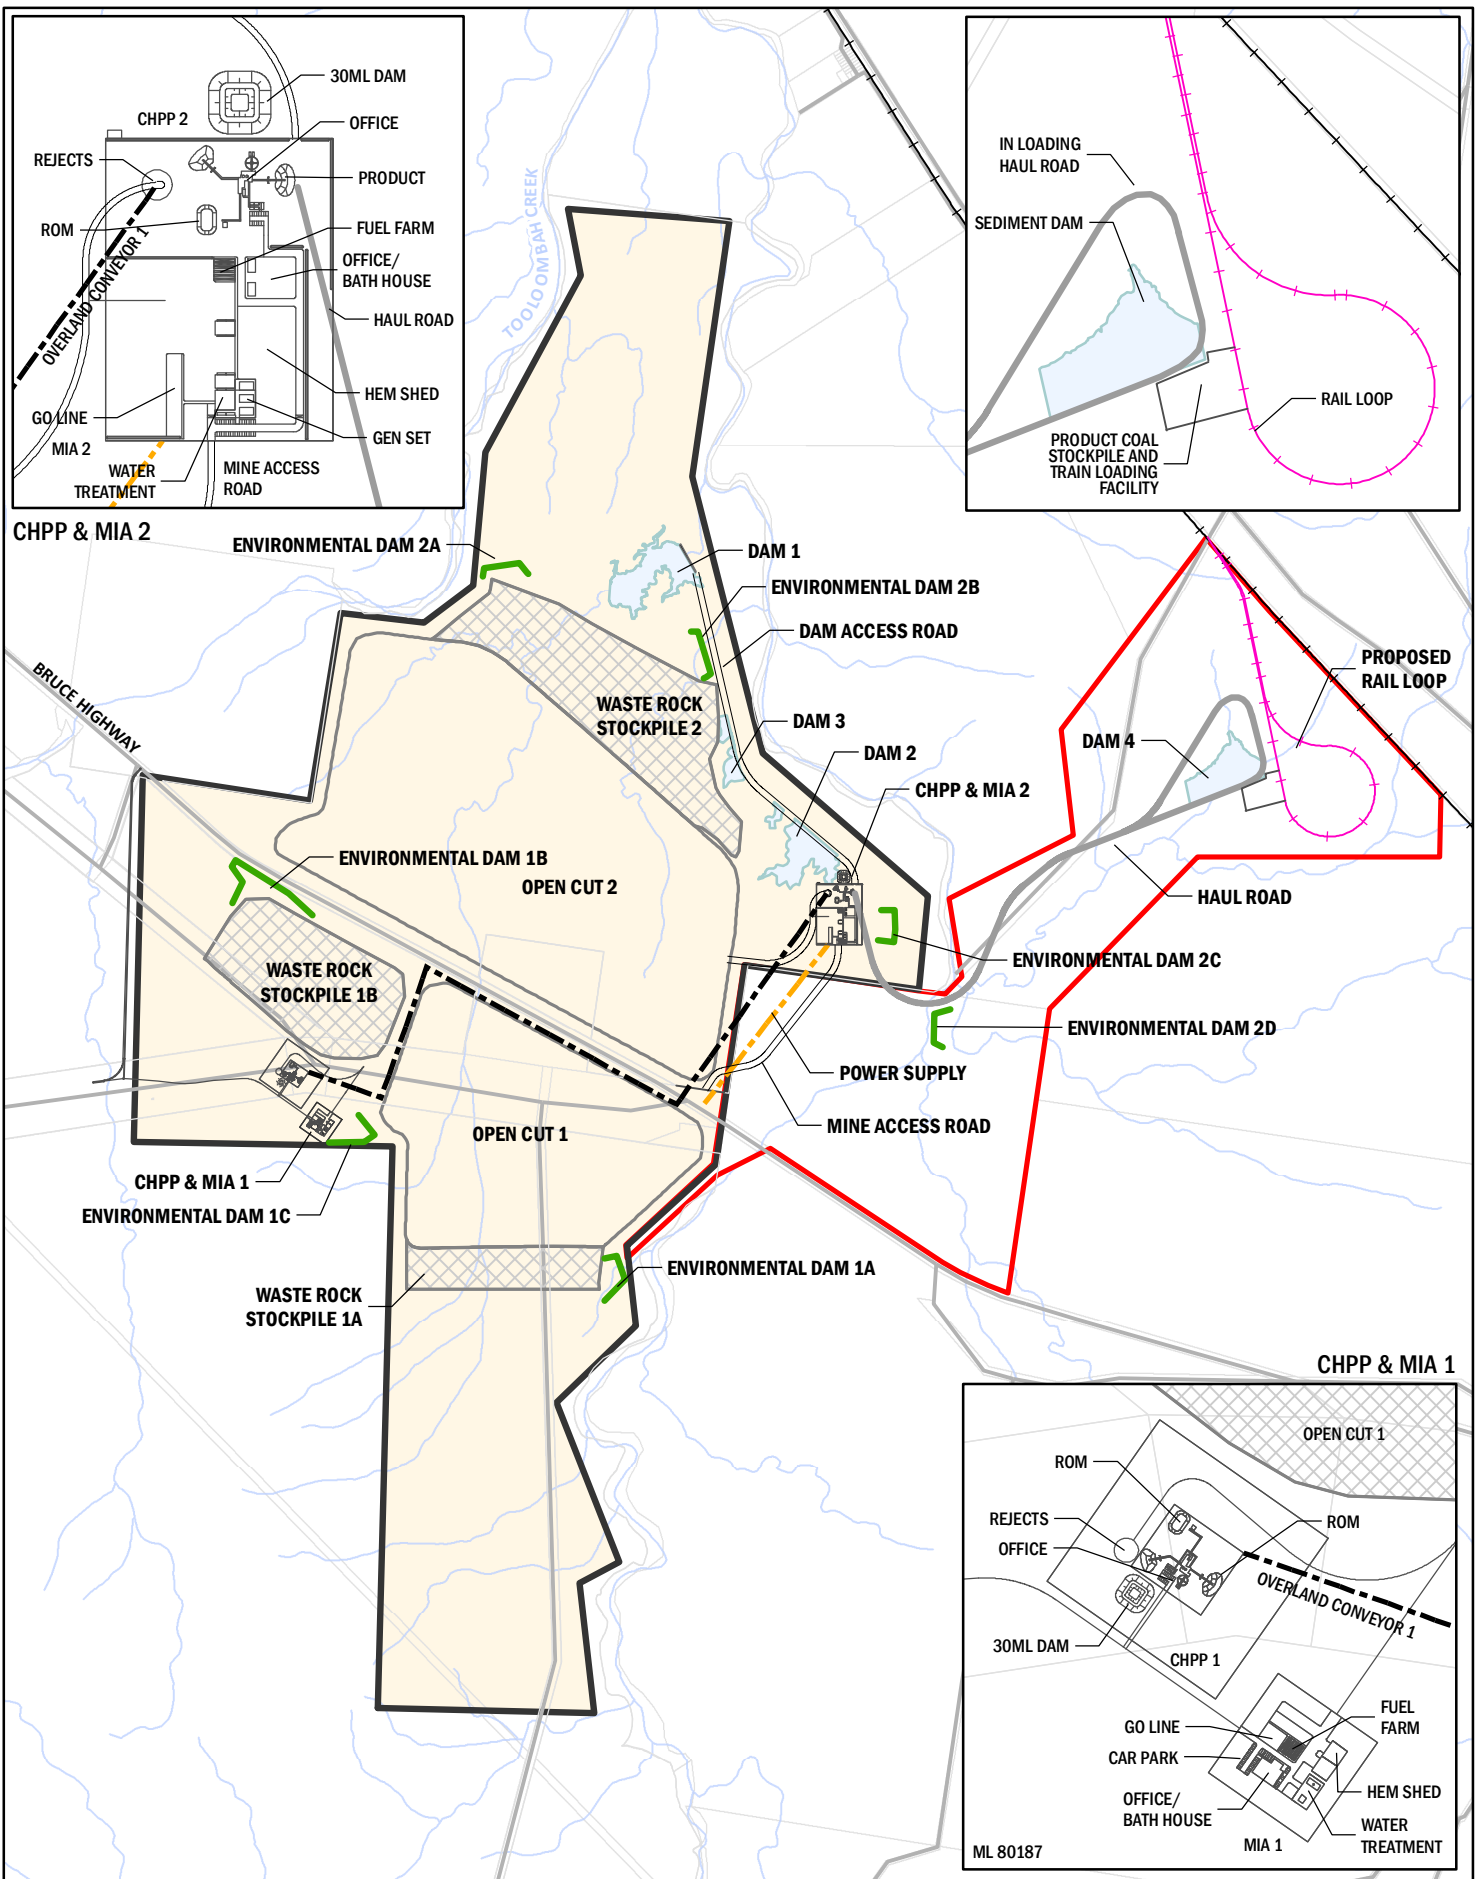 30ML DAM
CHPP 2
OFFICE
REJECTS
PRODUCT
ROM
FUEL FARM
OVERLAND CONVEYOR 1
OFFICE/
BATH HOUSE
HAUL ROAD
HEM SHED
GO LINE
GEN SET
MIA 2
WATER
TREATMENT
MINE ACCESS
ROAD
CHPP & MIA 2
IN LOADING
HAUL ROAD
SEDIMENT DAM
RAIL LOOP
PRODUCT COAL
STOCKPILE AND
TRAIN LOADING
FACILITY
TOOLOOMBAH CREEK
ENVIRONMENTAL DAM 2A
DAM 1
ENVIRONMENTAL DAM 2B
DAM ACCESS ROAD
BRUCE HIGHWAY
WASTE ROCK
STOCKPILE 2
DAM 3
DAM 2
CHPP & MIA 2
PROPOSED
RAIL LOOP
DAM 4
HAUL ROAD
ENVIRONMENTAL DAM 1B
OPEN CUT 2
WASTE ROCK
STOCKPILE 1B
ENVIRONMENTAL DAM 2C
ENVIRONMENTAL DAM 2D
POWER SUPPLY
MINE ACCESS ROAD
OPEN CUT 1
CHPP & MIA 1
ENVIRONMENTAL DAM 1C
ENVIRONMENTAL DAM 1A
WASTE ROCK
STOCKPILE 1A
CHPP & MIA 1
OPEN CUT 1
ROM
REJECTS
ROM
OFFICE
OVERLAND CONVEYOR 1
30ML DAM
CHPP 1
FUEL
FARM
GO LINE
CAR PARK
HEM SHED
OFFICE/
BATH HOUSE
WATER
TREATMENT
MIA 1
ML 80187